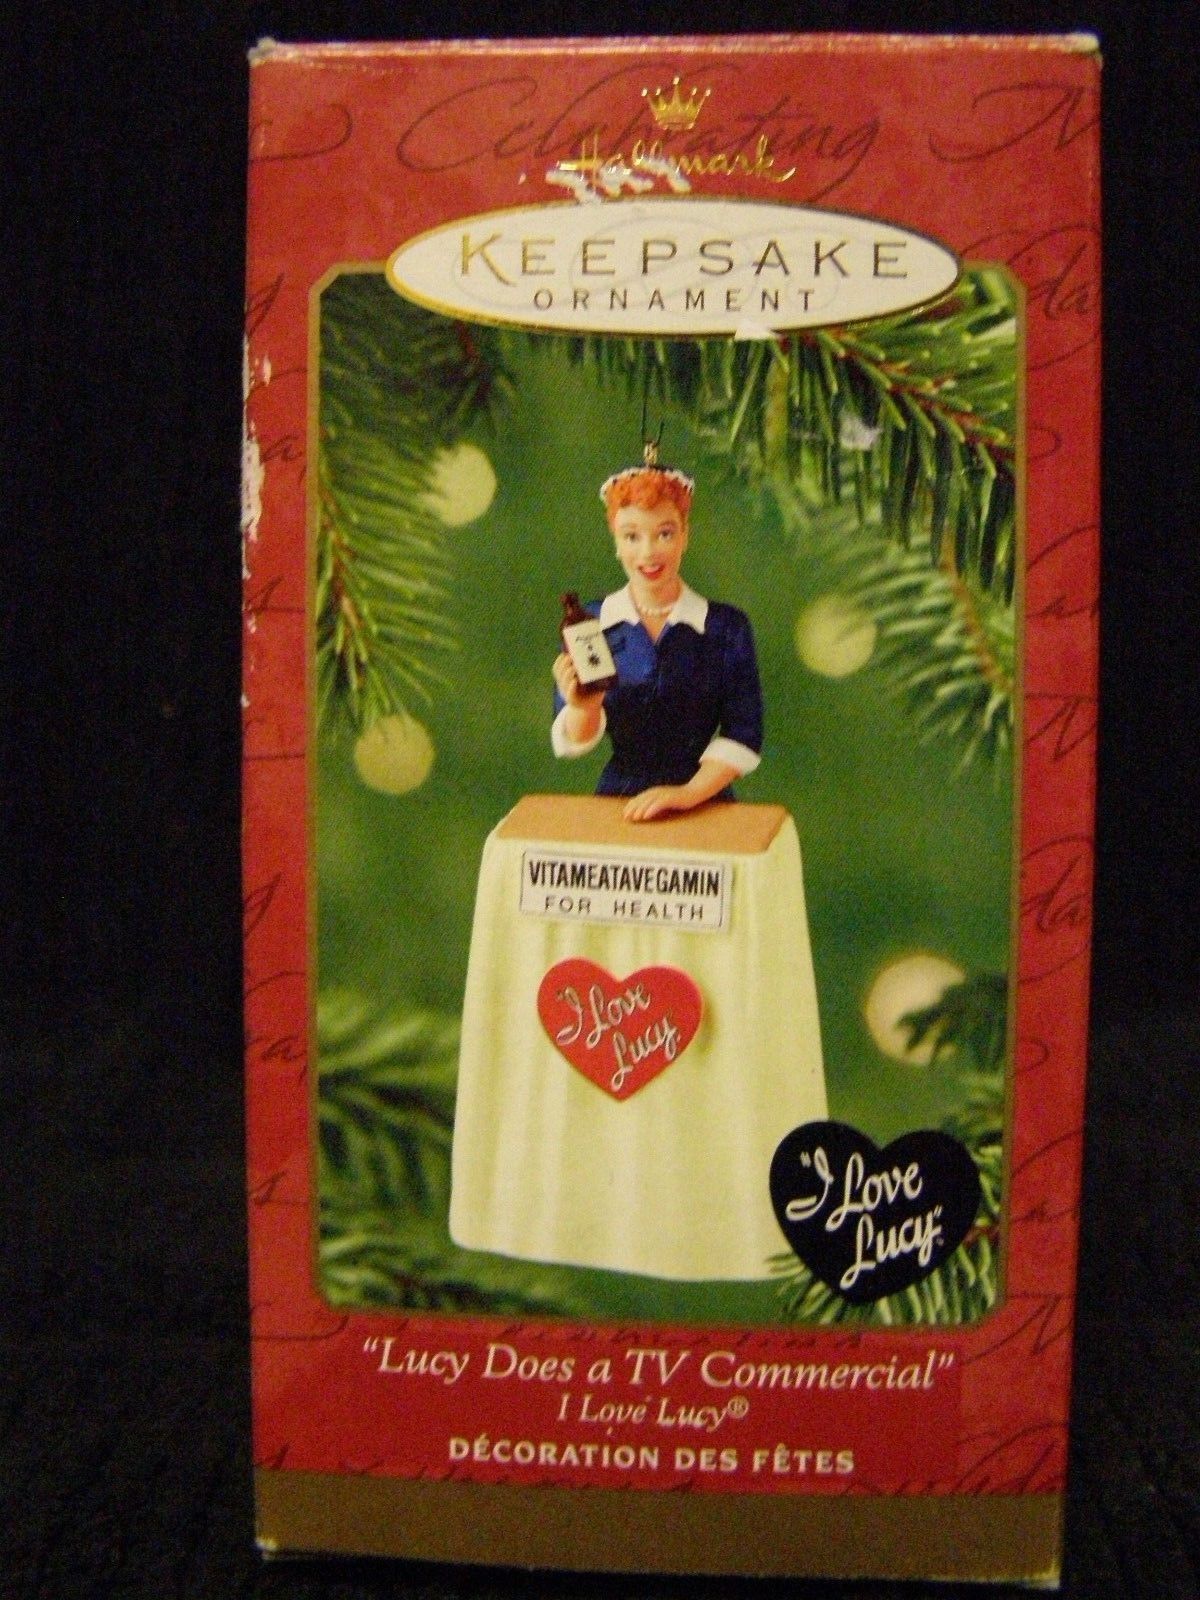 Celebrating
Hallmark
KEEPSAKE
ORNAMENT
VITAMEATAVEGAMIN
FOR HEALTH
"I Love
Lucy"
"I Love
Lucy"
"Lucy Does a TV Commercial"
I Love Lucy®
DÉCORATION DES FÊTES